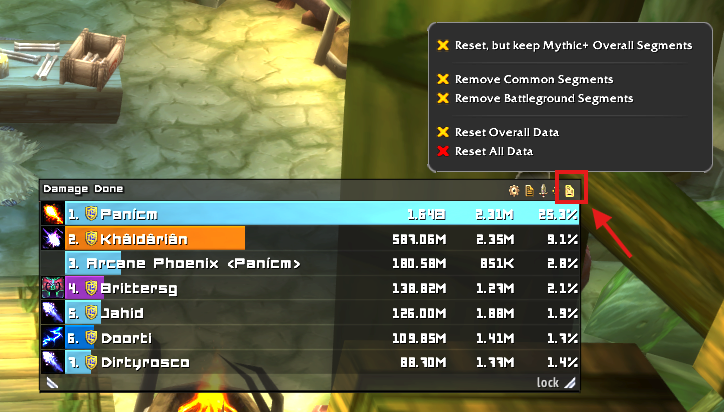 Reset, but keep Mythic+ Overall Segments
Remove Common Segments
Remove Battleground Segments
Reset Overall Data
Reset All Data
Damage Done
1. Panícm 1.64B 2.31M 25.3%
2. Khâldârìân 587.06M 2.35M 9.1%
3. Arcane Phoenix <Panícm> 180.58M 851K 2.8%
4. Brittersg 138.82M 1.27M 2.1%
5. Jahid 126.00M 1.88M 1.9%
6. Doorti 109.85M 1.41M 1.7%
7. Dirtyrosco 88.70M 1.77M 1.4%
lock